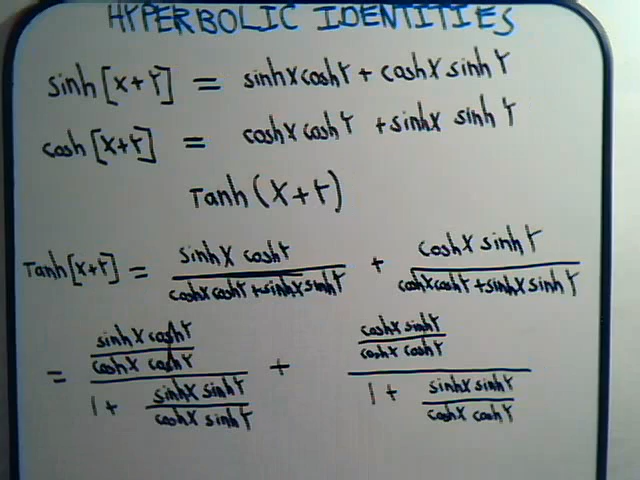 HYPERBOLIC IDENTITIES
sinh[x+y] = sinhx coshy + coshx sinhy
cosh[x+y] = coshx coshy + sinhx sinhy
Tanh(x+y)
Tanh[x+y] = sinhx coshy / coshx coshy + sinhx sinhy + coshx sinhy / coshx coshy + sinhx sinhy
= (sinhx coshy / coshx coshy) / (1 + sinhx sinhy / coshx sinhy) + (coshx sinhy / coshx coshy) / (1 + sinhx sinhy / coshx coshy)